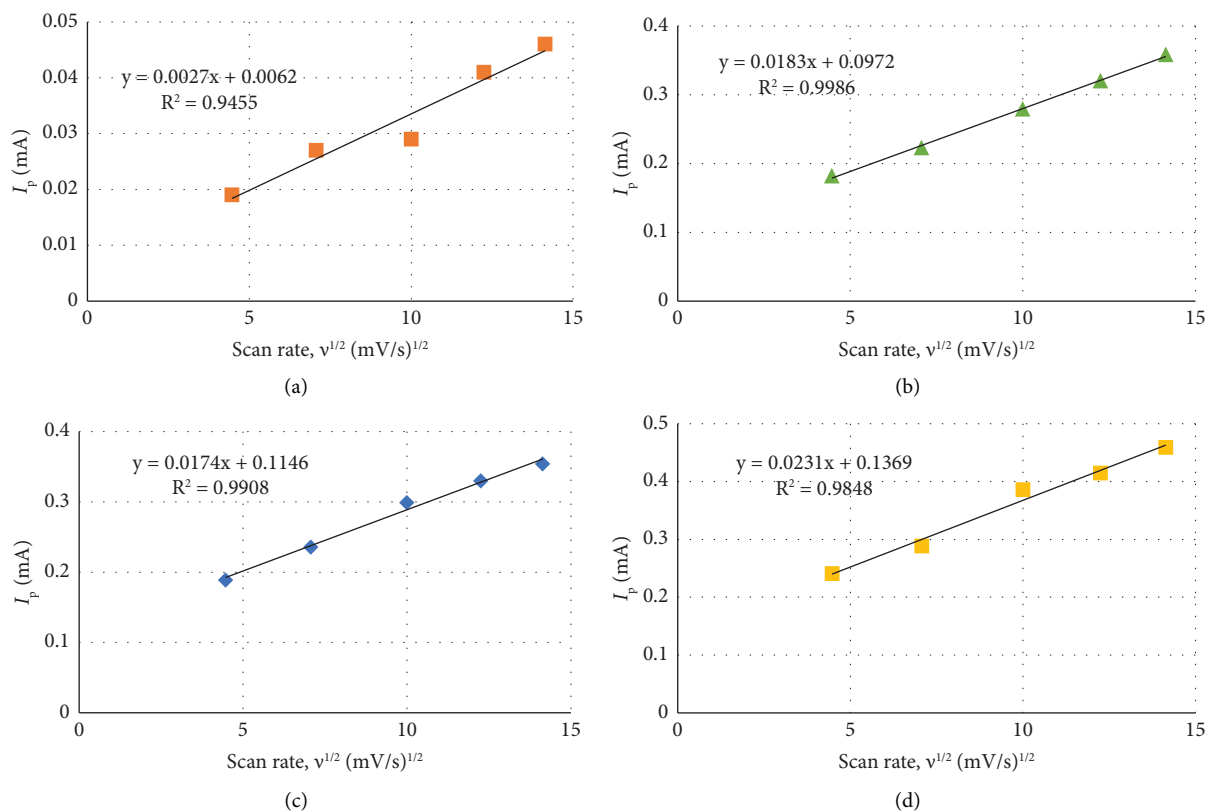 0.05
0.04
0.03
0.02
0.01
0
I_p (mA)
y = 0.0027x + 0.0062
R² = 0.9455
0 5 10 15
Scan rate, ν^1/2 (mV/s)^1/2
(a)
0.4
0.3
0.2
0.1
0
I_p (mA)
y = 0.0183x + 0.0972
R² = 0.9986
0 5 10 15
Scan rate, ν^1/2 (mV/s)^1/2
(b)
0.4
0.3
0.2
0.1
0
I_p (mA)
y = 0.0174x + 0.1146
R² = 0.9908
0 5 10 15
Scan rate, ν^1/2 (mV/s)^1/2
(c)
0.5
0.4
0.3
0.2
0.1
0
I_p (mA)
y = 0.0231x + 0.1369
R² = 0.9848
0 5 10 15
Scan rate, ν^1/2 (mV/s)^1/2
(d)